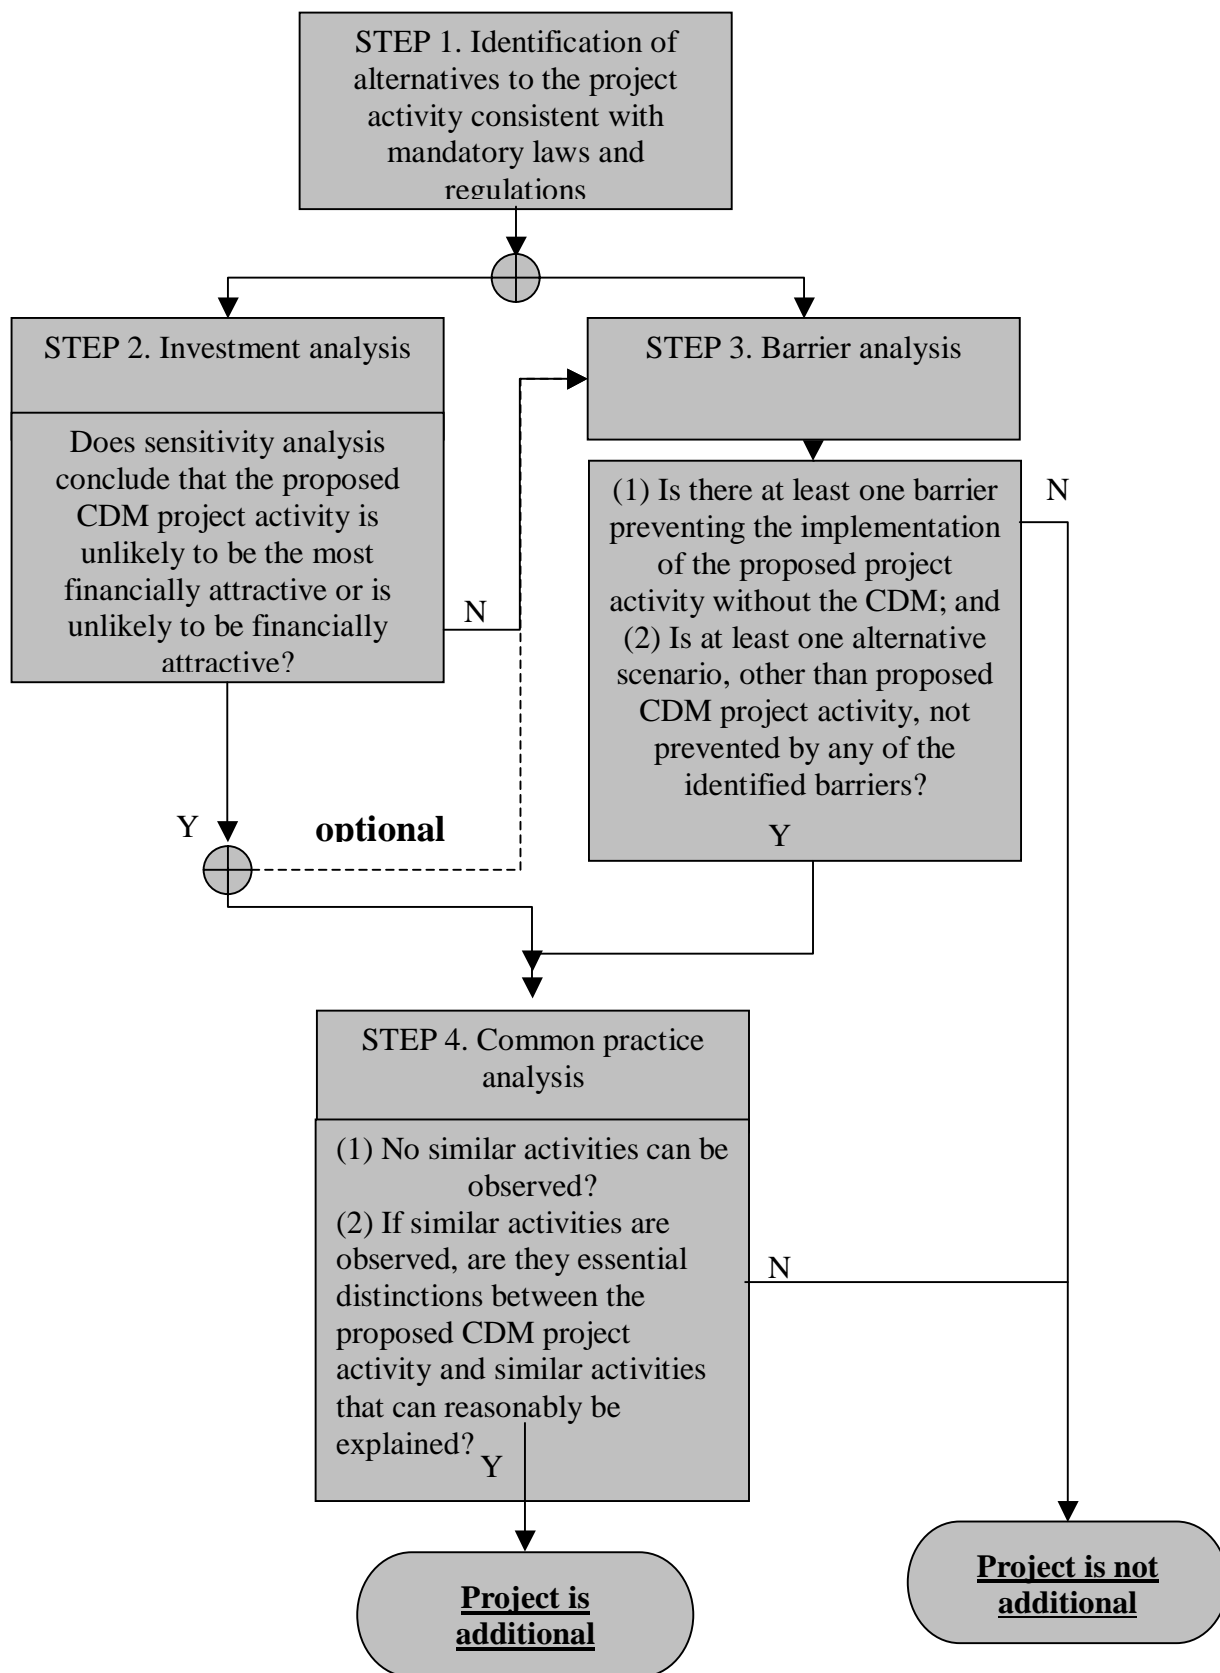 STEP 1. Identification of
alternatives to the project
activity consistent with
mandatory laws and
regulations
STEP 2. Investment analysis
Does sensitivity analysis
conclude that the proposed
CDM project activity is
unlikely to be the most
financially attractive or is
unlikely to be financially
attractive?
N
Y
optional
STEP 3. Barrier analysis
(1) Is there at least one barrier
preventing the implementation
of the proposed project
activity without the CDM; and
(2) Is at least one alternative
scenario, other than proposed
CDM project activity, not
prevented by any of the
identified barriers?
Y
N
STEP 4. Common practice
analysis
(1) No similar activities can be
observed?
(2) If similar activities are
observed, are they essential
distinctions between the
proposed CDM project
activity and similar activities
that can reasonably be
explained?
Y
N
Project is
additional
Project is not
additional